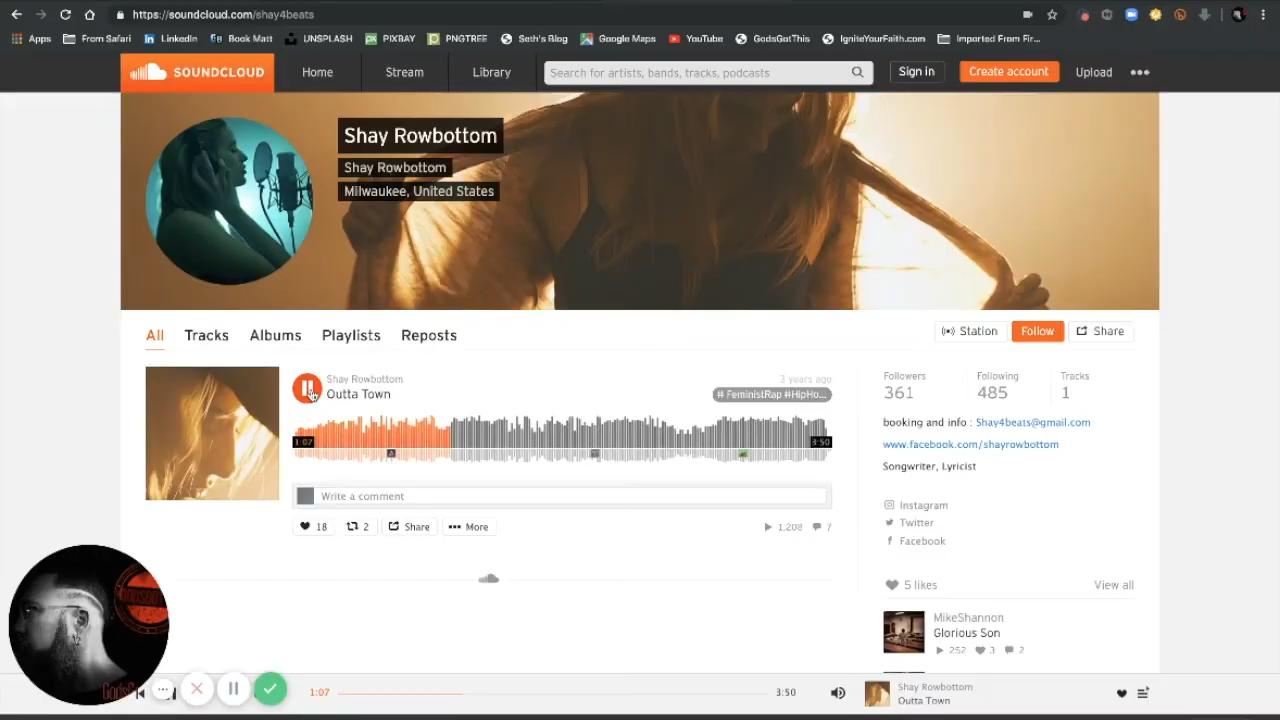 https://soundcloud.com/shay4beats
Apps From Safari LinkedIn Book Matt UNSPLASH PIXBAY PNGTREE Seth's Blog Google Maps YouTube GodsGotThis IgniteYourFaith.com Imported From Fir...
SOUNDCLOUD Home Stream Library Search for artists, bands, tracks, podcasts Sign in Create account Upload
Shay Rowbottom
Shay Rowbottom
Milwaukee, United States
All Tracks Albums Playlists Reposts
Station Follow Share
Shay Rowbottom 3 years ago
Outta Town # FeministRap #HipHo...
1:07 3:50
Write a comment
18 2 Share More 1,208 7
Followers Following Tracks
361 485 1
booking and info : Shay4beats@gmail.com
www.facebook.com/shayrowbottom
Songwriter, Lyricist
Instagram
Twitter
Facebook
5 likes View all
MikeShannon
Glorious Son
252 3 2
1:07 3:50
Shay Rowbottom
Outta Town